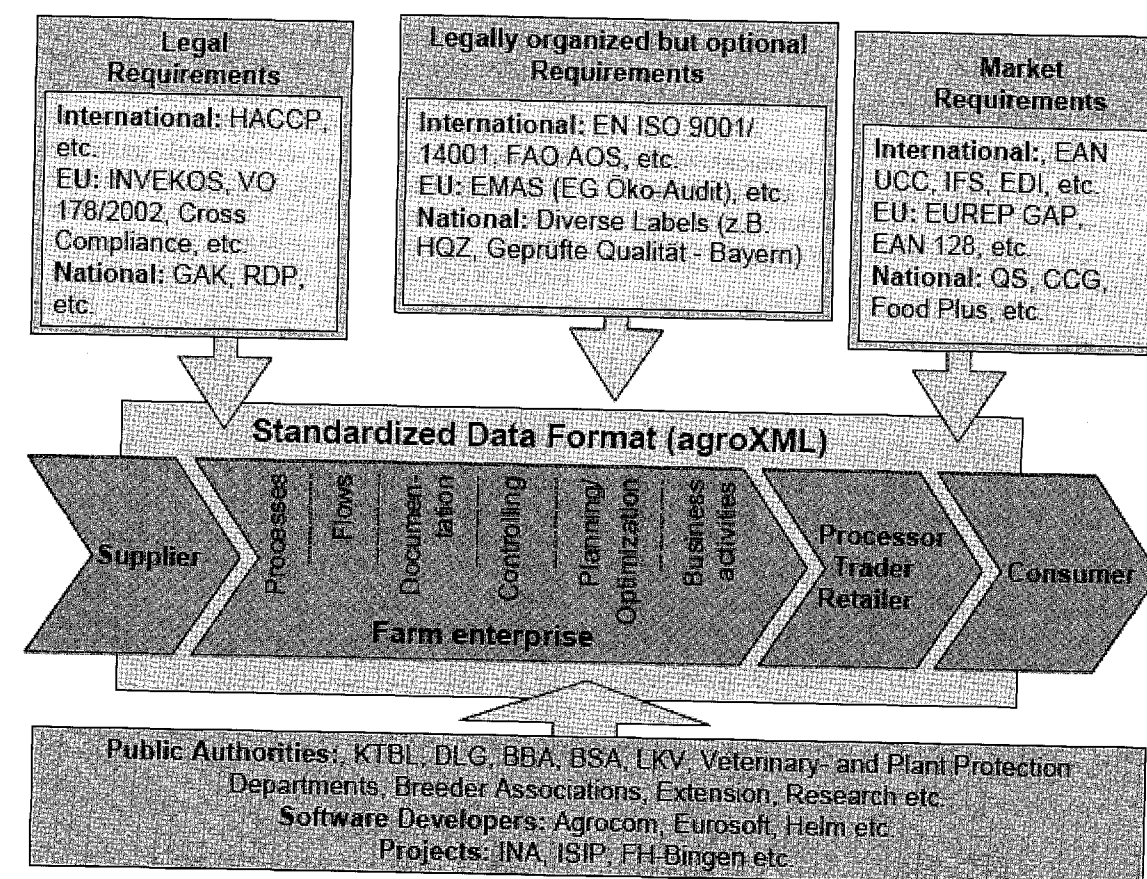 Legal
Requirements
International: HACCP,
etc.
EU: INVEKOS, VO
178/2002, Cross
Compliance, etc.
National: GAK, RDP,
etc.
Legally organized but optional
Requirements
International: EN ISO 9001/
14001, FAO AOS, etc.
EU: EMAS (EG Öko-Audit), etc.
National: Diverse Labels (z.B.
HQZ, Geprüfte Qualität - Bayern)
Market
Requirements
International:, EAN
UCC, IFS, EDI, etc.
EU: EUREP GAP,
EAN 128, etc.
National: QS, CCG,
Food Plus, etc.
Standardized Data Format (agroXML)
Supplier
Processes
Flows
Documen-
tation
Controlling
Planning/
Optimization
Business
activities
Farm enterprise
Processor
Trader
Retailer
Consumer
Public Authorities:, KTBL, DLG, BBA, BSA, LKV, Veterinary- and Plant Protection
Departments, Breeder Associations, Extension, Research etc.
Software Developers: Agrocom, Eurosoft, Helm etc.
Projects: INA, ISIP, FH-Bingen etc.